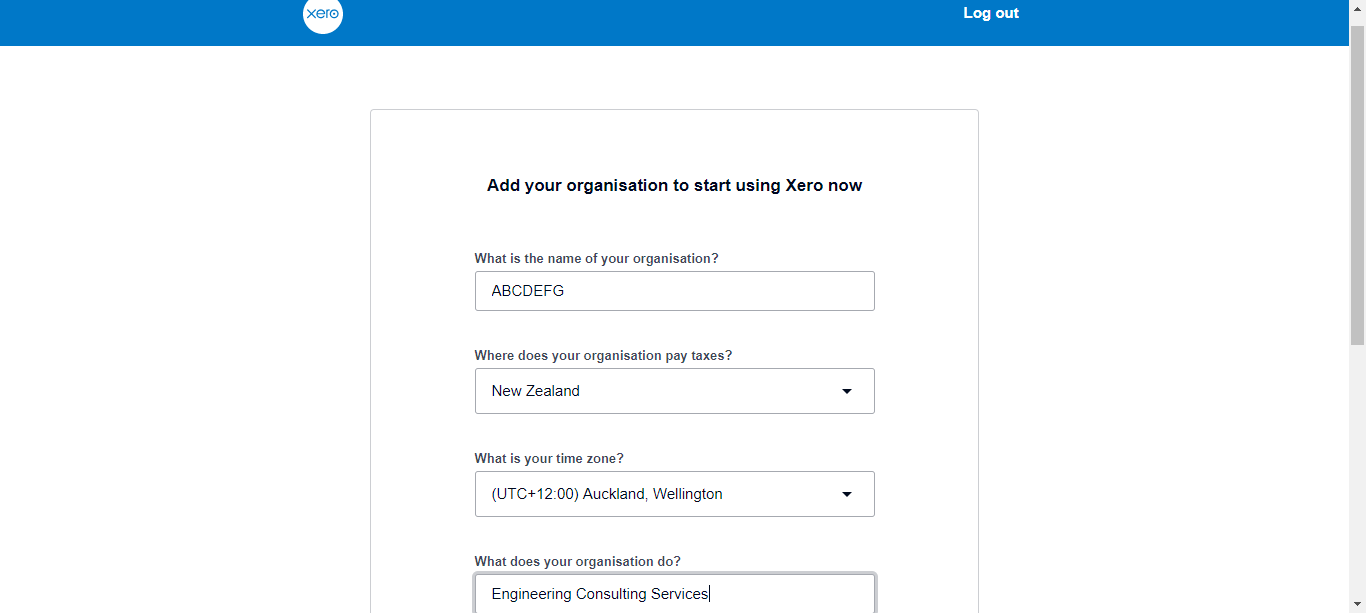 xero
Log out
Add your organisation to start using Xero now
What is the name of your organisation?
ABCDEFG
Where does your organisation pay taxes?
New Zealand
What is your time zone?
(UTC+12:00) Auckland, Wellington
What does your organisation do?
Engineering Consulting Services